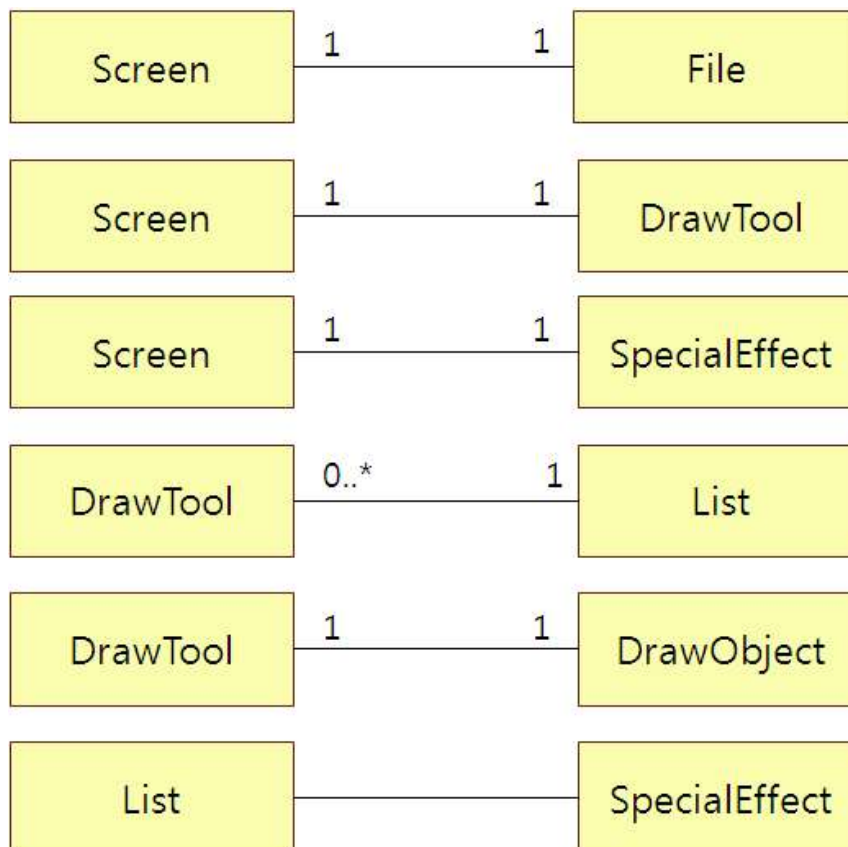 Screen 1 1 File
Screen 1 1 DrawTool
Screen 1 1 SpecialEffect
DrawTool 0..* 1 List
DrawTool 1 1 DrawObject
List SpecialEffect